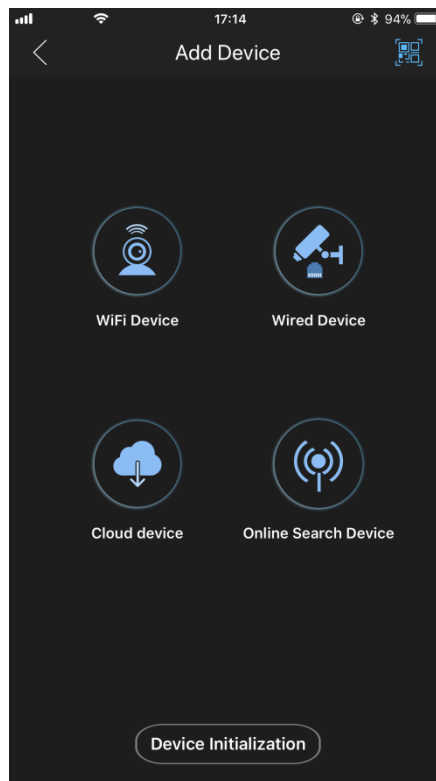 17:14
94%
Add Device
WiFi Device
Wired Device
Cloud device
Online Search Device
Device Initialization